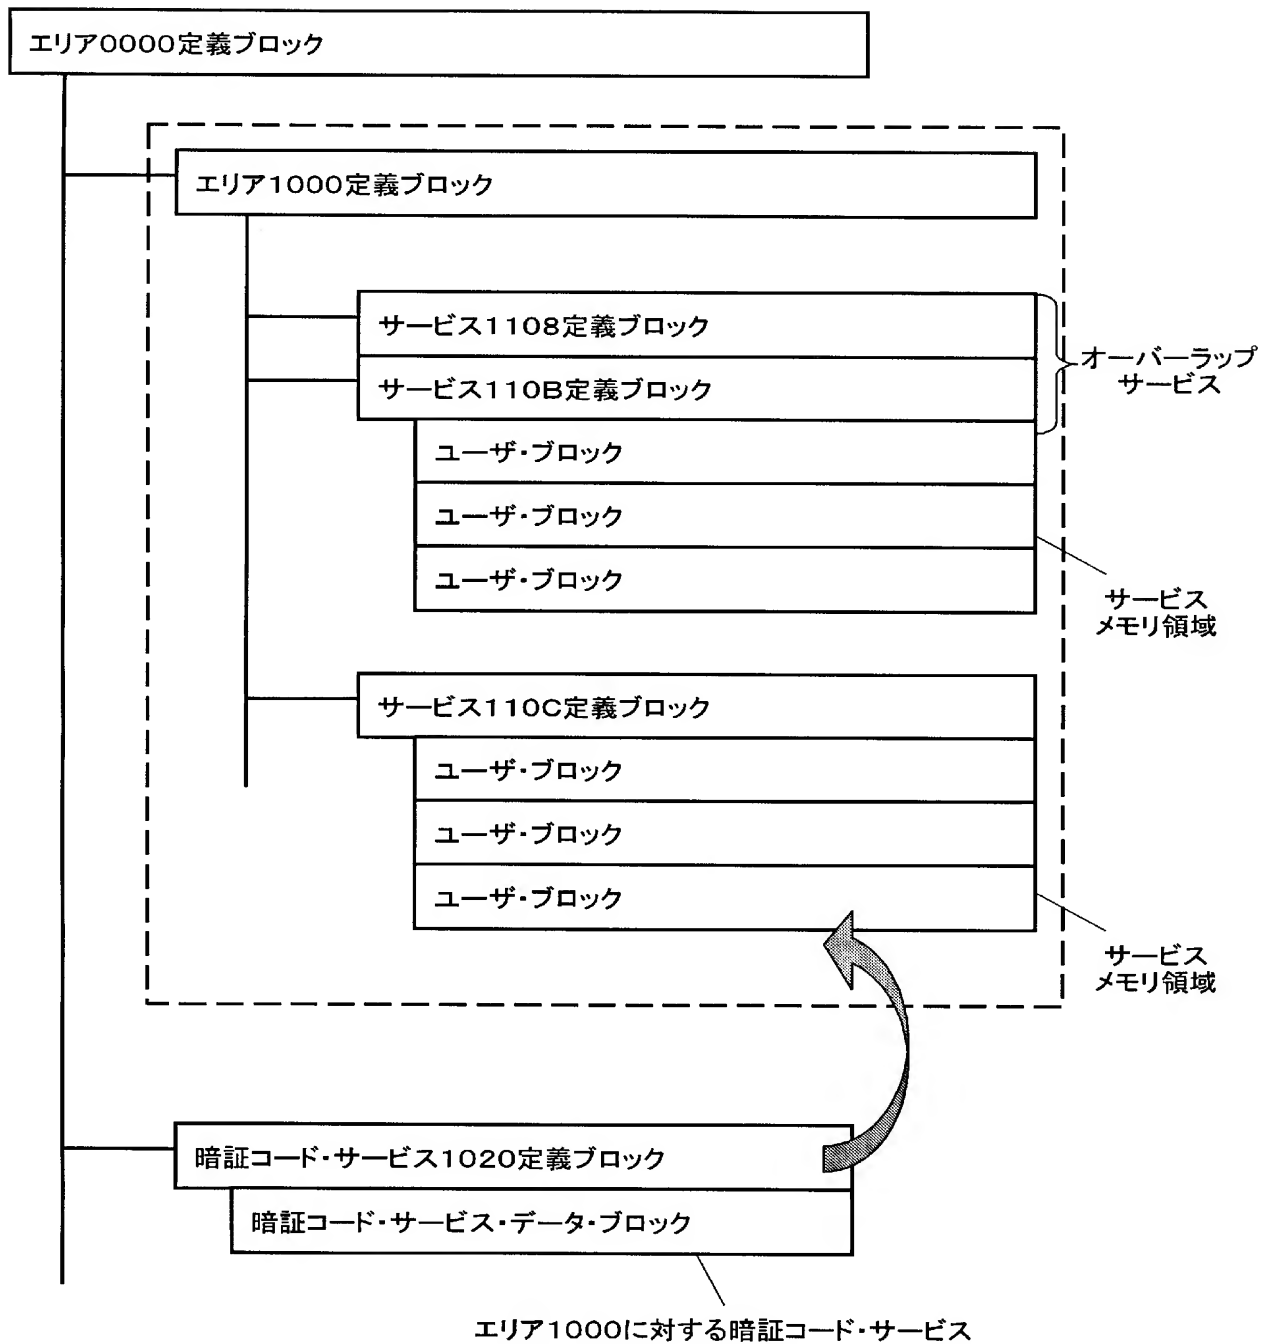 エリア0000定義ブロック
エリア1000定義ブロック
サービス1108定義ブロック
サービス110B定義ブロック
オーバーラップ
サービス
ユーザ・ブロック
ユーザ・ブロック
ユーザ・ブロック
サービス
メモリ領域
サービス110C定義ブロック
ユーザ・ブロック
ユーザ・ブロック
ユーザ・ブロック
サービス
メモリ領域
暗証コード・サービス1020定義ブロック
暗証コード・サービス・データ・ブロック
エリア1000に対する暗証コード・サービス